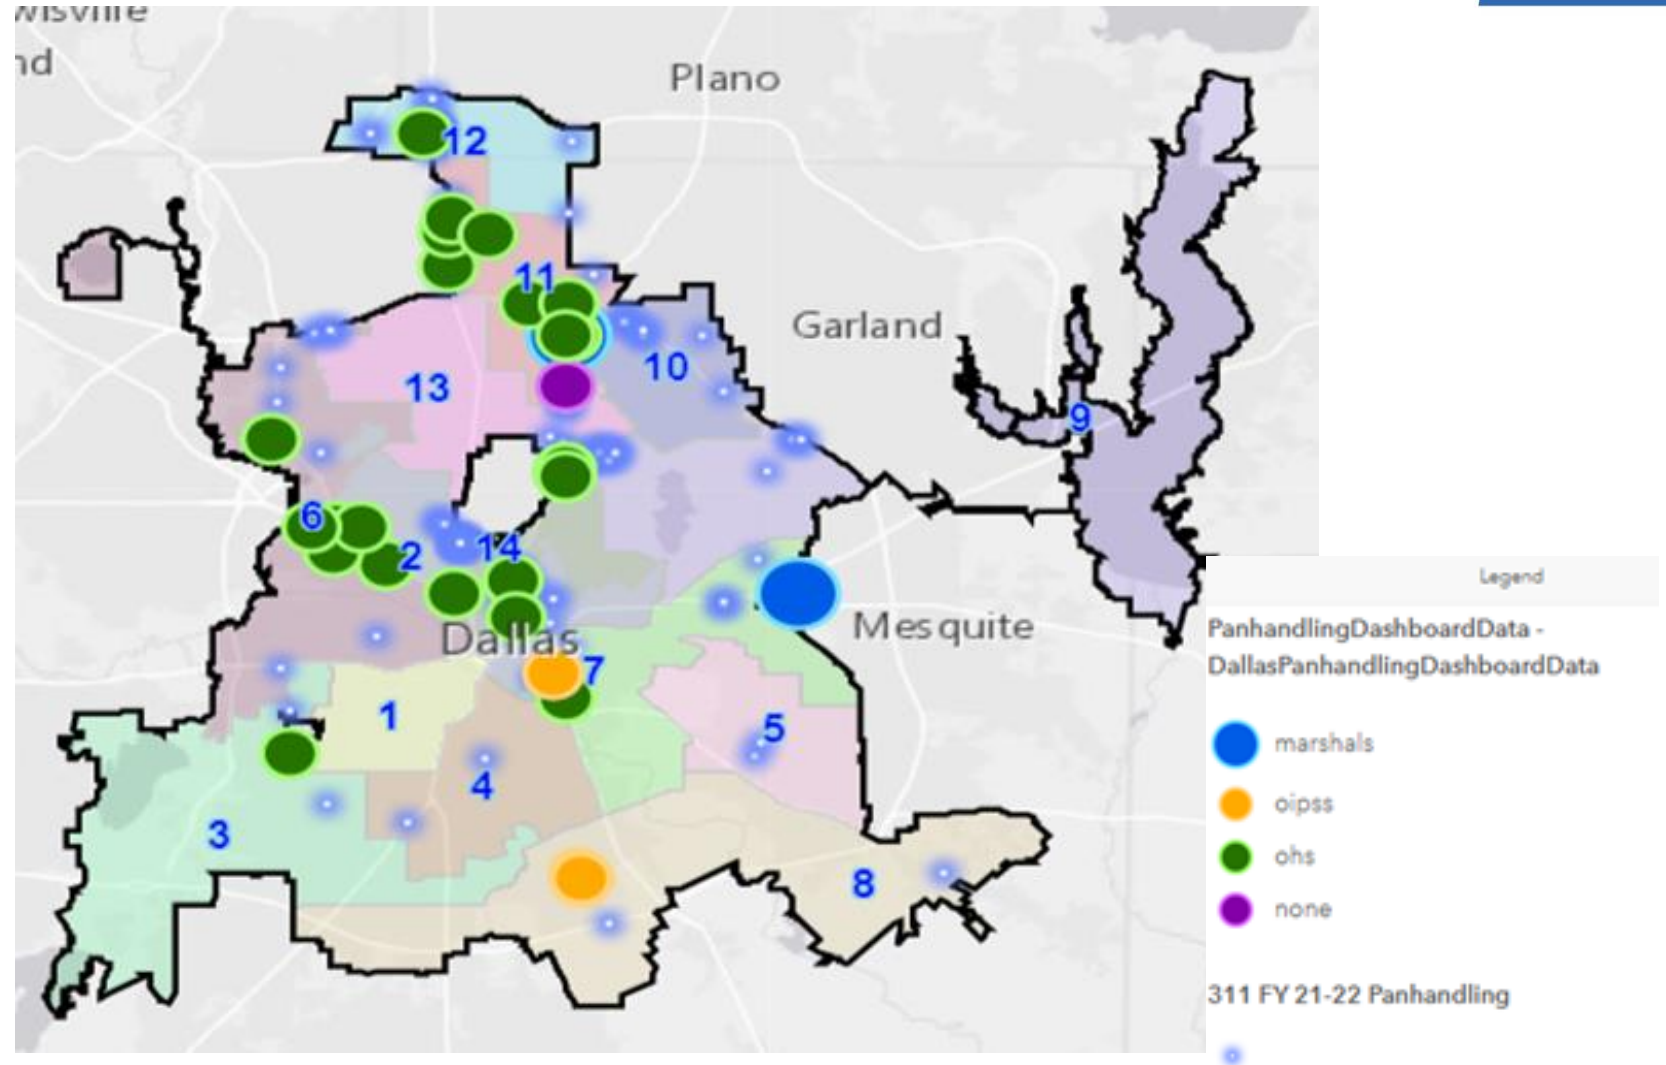 nd
Plano
12
11
Garland
10
13
9
6
2
14
Dallas
Mesquite
7
1
5
4
3
8
Legend
PanhandlingDashboardData -
DallasPanhandlingDashboardData
marshals
oipss
ohs
none
311 FY 21-22 Panhandling